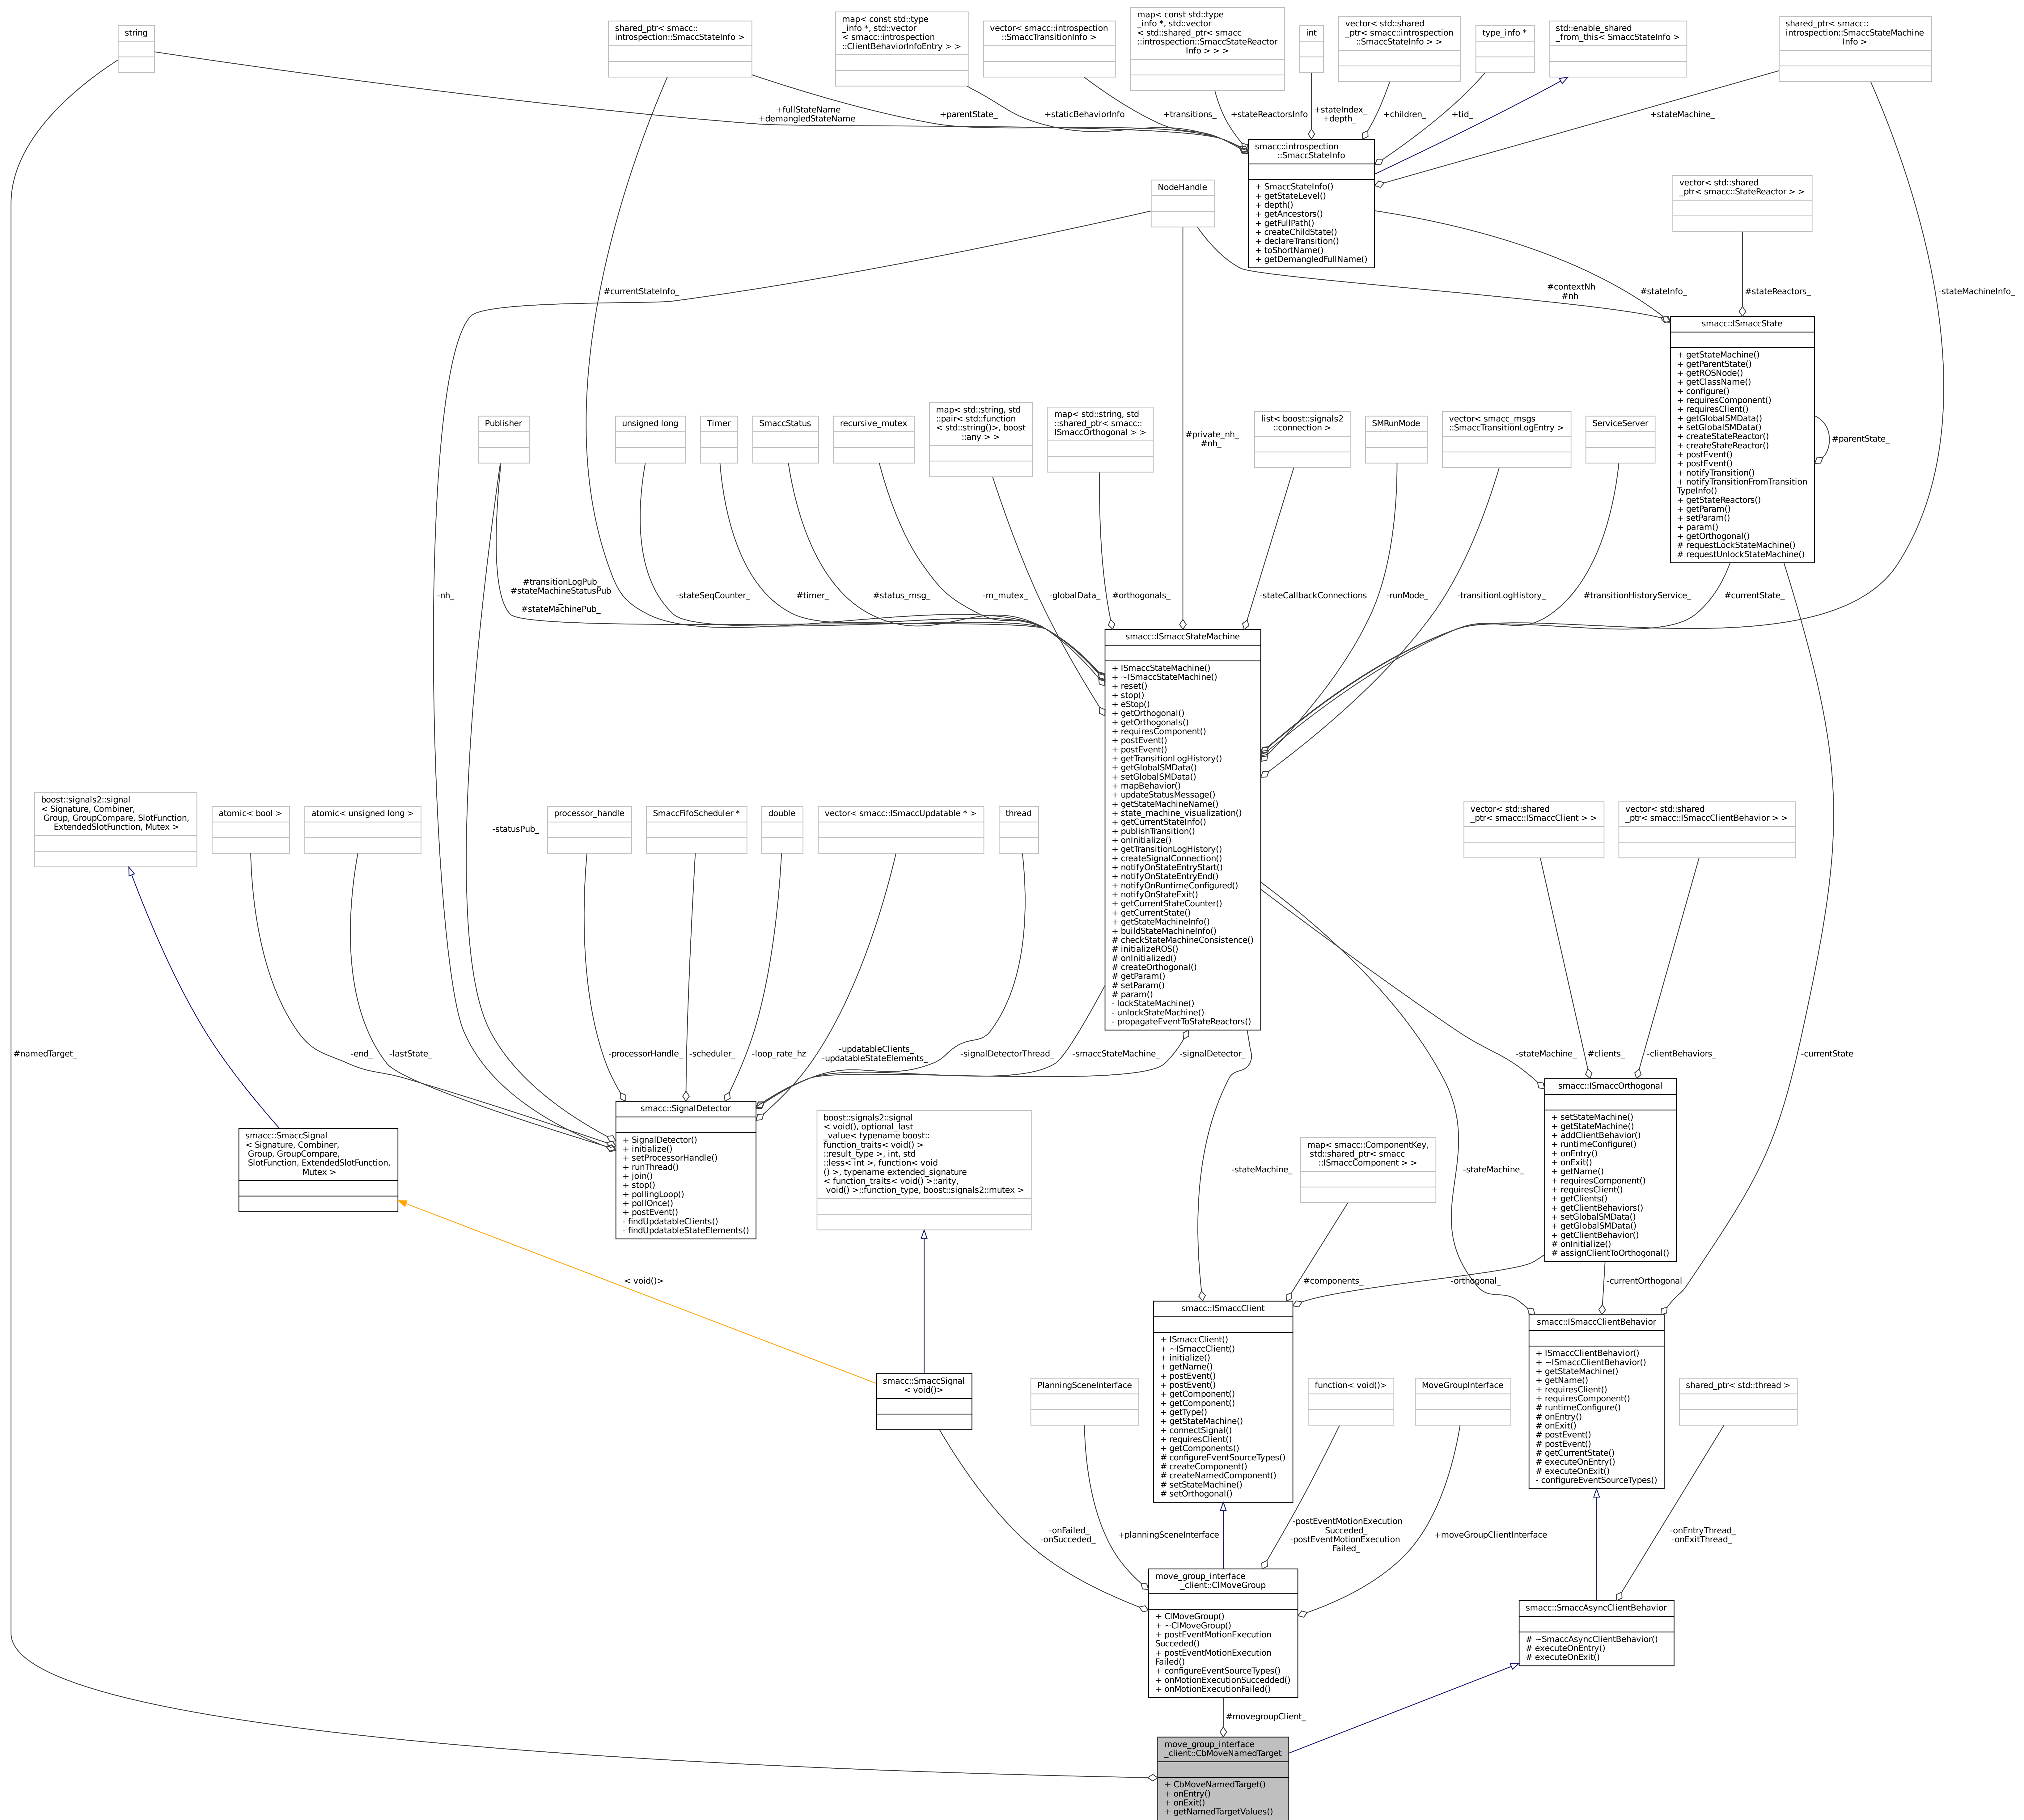 string
shared_ptr< smacc::
introspection::SmaccStateInfo >
map< const std::type
_info *, std::vector
< smacc::introspection
::ClientBehaviorInfoEntry > >
vector< smacc::introspection
::SmaccTransitionInfo >
map< const std::type
_info *, std::vector
< std::shared_ptr< smacc
::introspection::SmaccStateReactor
Info > > >
int
vector< std::shared
_ptr< smacc::introspection
::SmaccStateInfo > >
type_info *
std::enable_shared
_from_this< SmaccStateInfo >
shared_ptr< smacc::
introspection::SmaccStateMachine
Info >
+fullStateName
+demangledStateName
+parentState_
+staticBehaviorInfo
+transitions_
+stateReactorsInfo
+stateIndex_
+depth_
+children_
+tid_
+stateMachine_
smacc::introspection
::SmaccStateInfo
+ SmaccStateInfo()
+ getStateLevel()
+ depth()
+ getAncestors()
+ getFullPath()
+ createChildState()
+ declareTransition()
+ toShortName()
+ getDemangledFullName()
NodeHandle
vector< std::shared
_ptr< smacc::StateReactor > >
#currentStateInfo_
#contextNh
#nh
#stateInfo_
#stateReactors_
-stateMachineInfo_
smacc::ISmaccState
+ getStateMachine()
+ getParentState()
+ getROSNode()
+ getClassName()
+ configure()
+ requiresComponent()
+ requiresClient()
+ getGlobalSMData()
+ setGlobalSMData()
+ createStateReactor()
+ createStateReactor()
+ postEvent()
+ postEvent()
+ notifyTransition()
+ notifyTransitionFromTransition
TypeInfo()
+ getStateReactors()
+ getParam()
+ setParam()
+ param()
+ getOrthogonal()
# requestLockStateMachine()
# requestUnlockStateMachine()
#parentState_
Publisher
unsigned long
Timer
SmaccStatus
recursive_mutex
map< std::string, std
::pair< std::function
< std::string()>, boost
::any > >
map< std::string, std
::shared_ptr< smacc::
ISmaccOrthogonal > >
#private_nh_
#nh_
list< boost::signals2
::connection >
SMRunMode
vector< smacc_msgs
::SmaccTransitionLogEntry >
ServiceServer
-nh_
#transitionLogPub_
#stateMachineStatusPub
_
#stateMachinePub_
-stateSeqCounter_
#timer_
#status_msg_
-m_mutex_
-globalData_
#orthogonals_
-stateCallbackConnections
-runMode_
-transitionLogHistory_
#transitionHistoryService_
#currentState_
smacc::ISmaccStateMachine
+ ISmaccStateMachine()
+ ~ISmaccStateMachine()
+ reset()
+ stop()
+ eStop()
+ getOrthogonal()
+ getOrthogonals()
+ requiresComponent()
+ postEvent()
+ postEvent()
+ getTransitionLogHistory()
+ getGlobalSMData()
+ setGlobalSMData()
+ mapBehavior()
+ updateStatusMessage()
+ getStateMachineName()
+ state_machine_visualization()
+ getCurrentStateInfo()
+ publishTransition()
+ onInitialize()
+ getTransitionLogHistory()
+ createSignalConnection()
+ notifyOnStateEntryStart()
+ notifyOnStateEntryEnd()
+ notifyOnRuntimeConfigured()
+ notifyOnStateExit()
+ getCurrentStateCounter()
+ getCurrentState()
+ getStateMachineInfo()
+ buildStateMachineInfo()
# checkStateMachineConsistence()
# initializeROS()
# onInitialized()
# createOrthogonal()
# getParam()
# setParam()
# param()
- lockStateMachine()
- unlockStateMachine()
- propagateEventToStateReactors()
boost::signals2::signal
< Signature, Combiner,
Group, GroupCompare, SlotFunction,
ExtendedSlotFunction, Mutex >
atomic< bool >
atomic< unsigned long >
-statusPub_
processor_handle
SmaccFifoScheduler *
double
vector< smacc::ISmaccUpdatable * >
thread
vector< std::shared
_ptr< smacc::ISmaccClient > >
vector< std::shared
_ptr< smacc::ISmaccClientBehavior > >
#namedTarget_
-end_
-lastState_
-processorHandle_
-scheduler_
-loop_rate_hz
-updatableClients_
-updatableStateElements_
-signalDetectorThread_
-smaccStateMachine_
-signalDetector_
-stateMachine_
#clients_
-clientBehaviors_
-currentState
smacc::SmaccSignal
< Signature, Combiner,
Group, GroupCompare,
SlotFunction, ExtendedSlotFunction,
Mutex >
smacc::SignalDetector
+ SignalDetector()
+ initialize()
+ setProcessorHandle()
+ runThread()
+ join()
+ stop()
+ pollingLoop()
+ pollOnce()
+ postEvent()
- findUpdatableClients()
- findUpdatableStateElements()
boost::signals2::signal
< void(), optional_last
_value< typename boost::
function_traits< void() >
::result_type >, int, std
::less< int >, function< void
() >, typename extended_signature
< function_traits< void() >::arity,
void() >::function_type, boost::signals2::mutex >
smacc::ISmaccOrthogonal
+ setStateMachine()
+ getStateMachine()
+ addClientBehavior()
+ runtimeConfigure()
+ onEntry()
+ onExit()
+ getName()
+ requiresComponent()
+ requiresClient()
+ getClients()
+ getClientBehaviors()
+ setGlobalSMData()
+ getGlobalSMData()
+ getClientBehavior()
# onInitialize()
# assignClientToOrthogonal()
map< smacc::ComponentKey,
std::shared_ptr< smacc
::ISmaccComponent > >
-stateMachine_
-stateMachine_
< void()>
#components_
-orthogonal_
-currentOrthogonal
smacc::ISmaccClient
+ ISmaccClient()
+ ~ISmaccClient()
+ initialize()
+ getName()
+ postEvent()
+ postEvent()
+ getComponent()
+ getComponent()
+ getType()
+ getStateMachine()
+ connectSignal()
+ requiresClient()
+ getComponents()
# configureEventSourceTypes()
# createComponent()
# createNamedComponent()
# setStateMachine()
# setOrthogonal()
smacc::ISmaccClientBehavior
+ ISmaccClientBehavior()
+ ~ISmaccClientBehavior()
+ getStateMachine()
+ getName()
+ requiresClient()
+ requiresComponent()
# runtimeConfigure()
# onEntry()
# onExit()
# postEvent()
# postEvent()
# getCurrentState()
# executeOnEntry()
# executeOnExit()
- configureEventSourceTypes()
smacc::SmaccSignal
< void()>
PlanningSceneInterface
function< void()>
MoveGroupInterface
shared_ptr< std::thread >
-onFailed_
-onSucceded_
+planningSceneInterface
-postEventMotionExecution
Succeded_
-postEventMotionExecution
Failed_
+moveGroupClientInterface
-onEntryThread_
-onExitThread_
move_group_interface
_client::ClMoveGroup
+ ClMoveGroup()
+ ~ClMoveGroup()
+ postEventMotionExecution
Succeded()
+ postEventMotionExecution
Failed()
+ configureEventSourceTypes()
+ onMotionExecutionSuccedded()
+ onMotionExecutionFailed()
smacc::SmaccAsyncClientBehavior
# ~SmaccAsyncClientBehavior()
# executeOnEntry()
# executeOnExit()
#movegroupClient_
move_group_interface
_client::CbMoveNamedTarget
+ CbMoveNamedTarget()
+ onEntry()
+ onExit()
+ getNamedTargetValues()